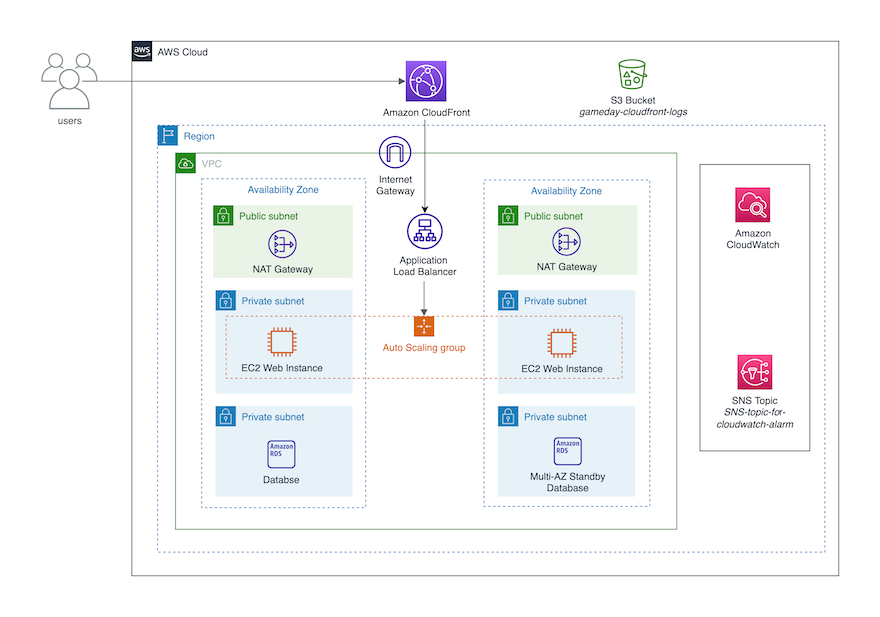 aws
AWS Cloud
users
Amazon CloudFront
S3 Bucket
gameday-cloudfront-logs
Region
VPC
Internet
Gateway
Availability Zone
Public subnet
NAT Gateway
Availability Zone
Public subnet
NAT Gateway
Application
Load Balancer
Amazon
CloudWatch
Private subnet
EC2 Web Instance
Auto Scaling group
Private subnet
EC2 Web Instance
SNS Topic
SNS-topic-for-
cloudwatch-alarm
Private subnet
Amazon
RDS
Databse
Private subnet
Amazon
RDS
Multi-AZ Standby
Database